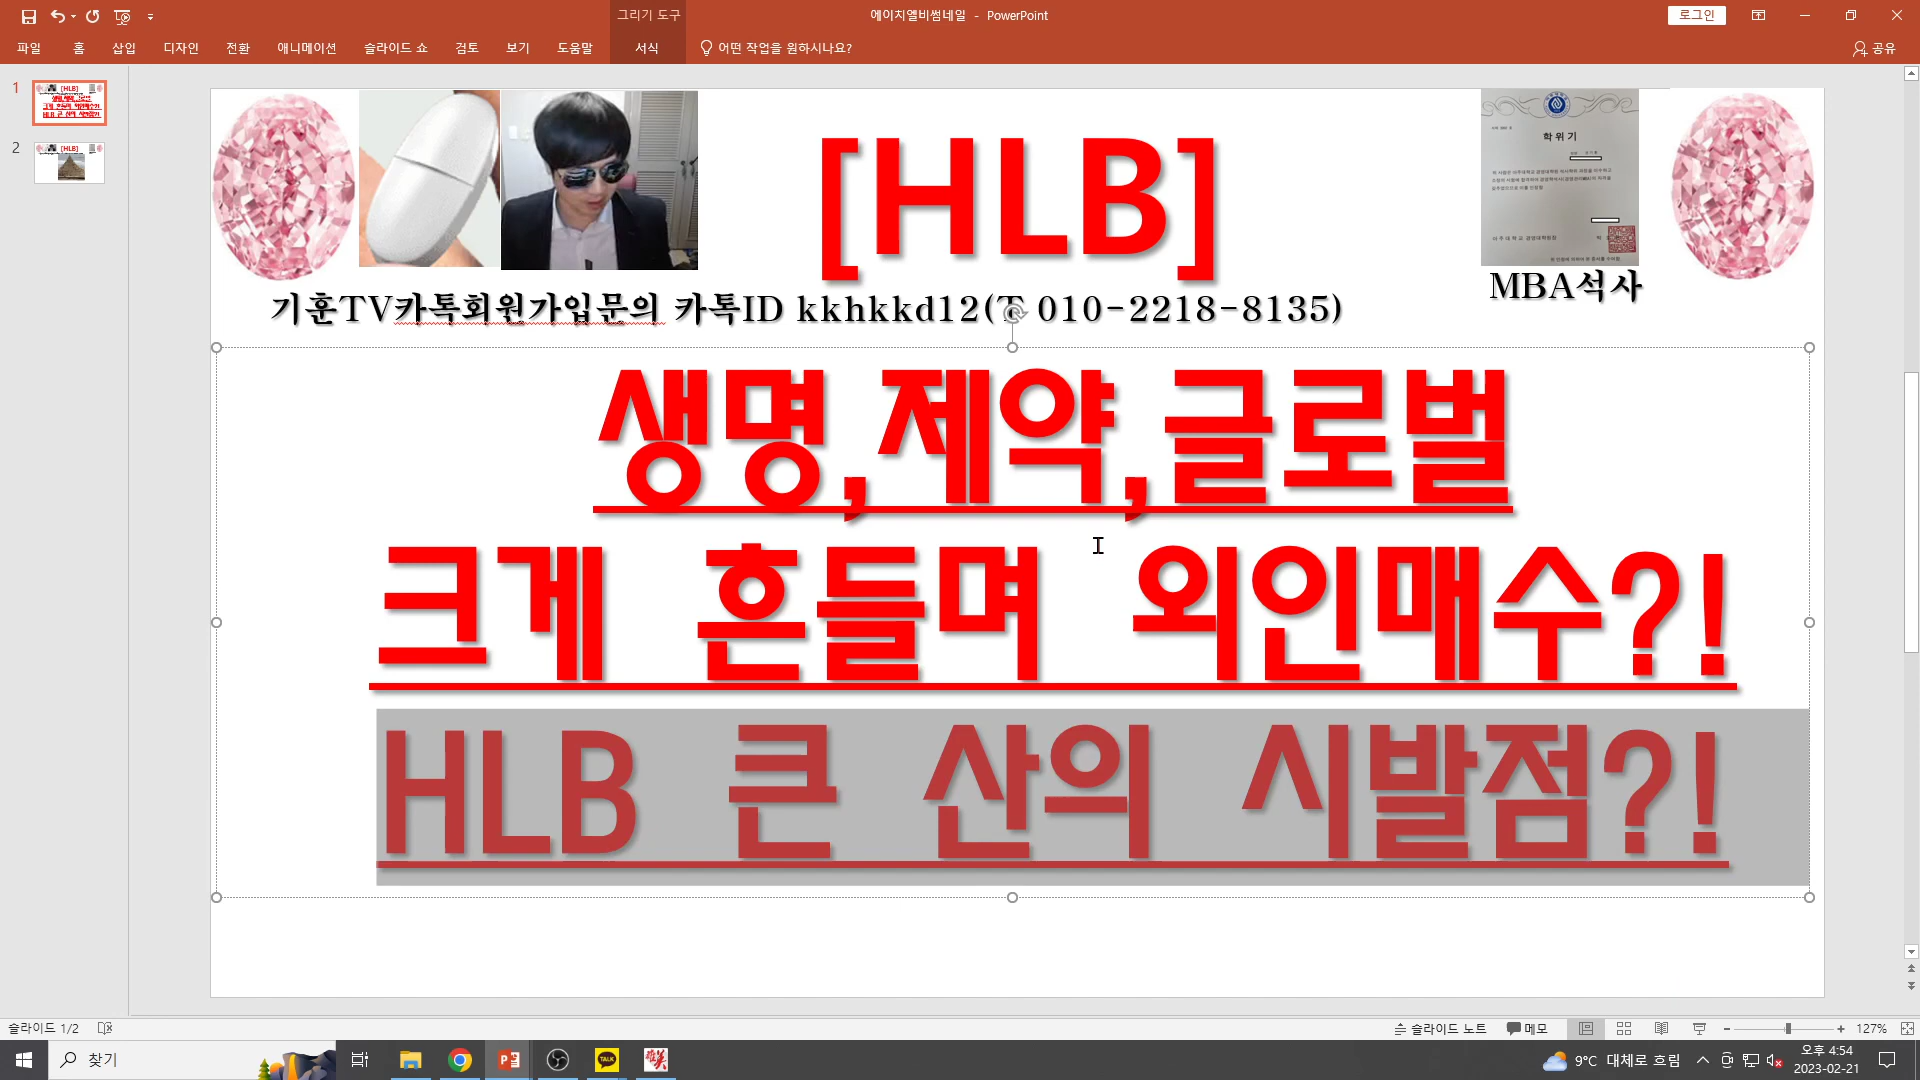 그리기 도구
에이치엘비썸네일 - PowerPoint
로그인
파일 홈 삽입 디자인 전환 애니메이션 슬라이드 쇼 검토 보기 도움말 서식 어떤 작업을 원하시나요? 공유
1
2
[HLB]
학위기
MBA석사
기훈TV카톡회원가입문의 카톡ID kkhkkd12(T 010-2218-8135)
생명,제약,글로벌
크게 흔들며 외인매수?!
HLB 큰 산의 시발점?!
슬라이드 1/2
슬라이드 노트 메모 127%
찾기
TALK
9°C 대체로 흐림
오후 4:54
2023-02-21